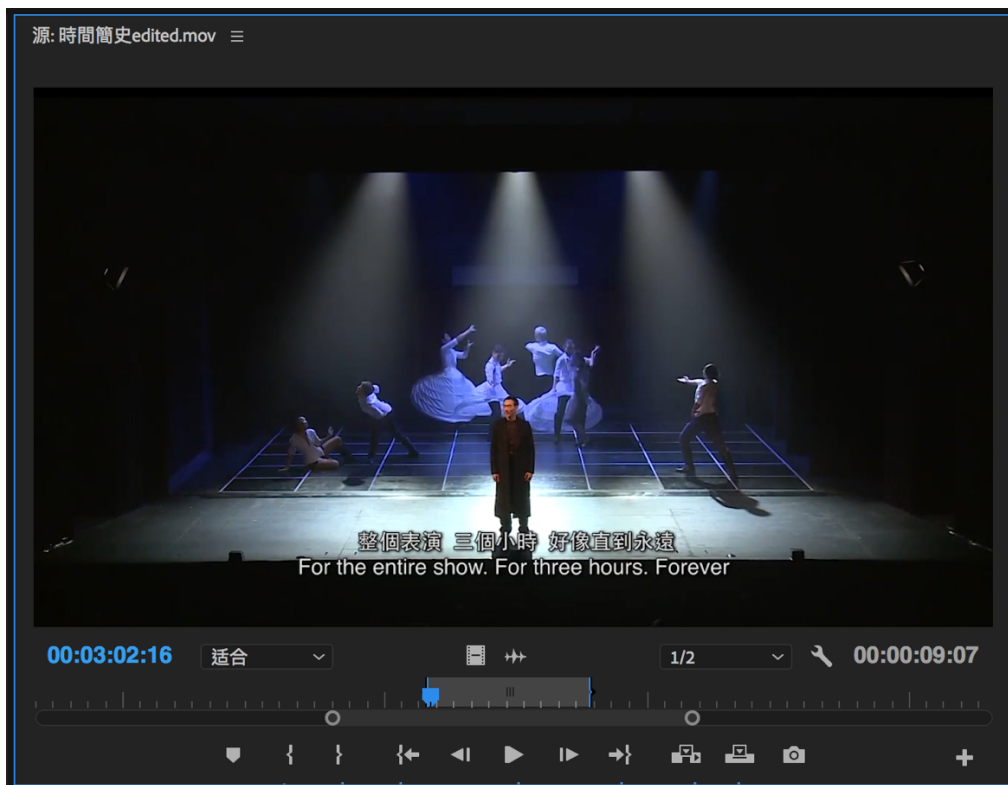 源: 時間簡史edited.mov
整個表演 三個小時 好像直到永遠
For the entire show. For three hours. Forever
00:03:02:16 适合 1/2 00:00:09:07